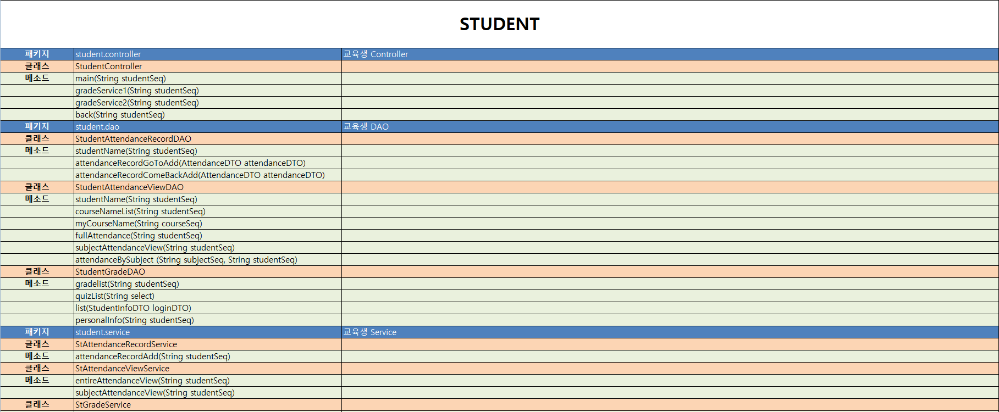 STUDENT
패키지 student.controller 교육생 Controller
클래스 StudentController
메소드 main(String studentSeq)
gradeService1(String studentSeq)
gradeService2(String studentSeq)
back(String studentSeq)
패키지 student.dao 교육생 DAO
클래스 StudentAttendanceRecordDAO
메소드 studentName(String studentSeq)
attendanceRecordGoToAdd(AttendanceDTO attendanceDTO)
attendanceRecordComeBackAdd(AttendanceDTO attendanceDTO)
클래스 StudentAttendanceViewDAO
메소드 studentName(String studentSeq)
courseNameList(String studentSeq)
myCourseName(String courseSeq)
fullAttendance(String studentSeq)
subjectAttendanceView(String studentSeq)
attendanceBySubject (String subjectSeq, String studentSeq)
클래스 StudentGradeDAO
메소드 gradelist(String studentSeq)
quizList(String select)
list(StudentInfoDTO loginDTO)
personalInfo(String studentSeq)
패키지 student.service 교육생 Service
클래스 StAttendanceRecordService
메소드 attendanceRecordAdd(String studentSeq)
클래스 StAttendanceViewService
메소드 entireAttendanceView(String studentSeq)
subjectAttendanceView(String studentSeq)
클래스 StGradeService